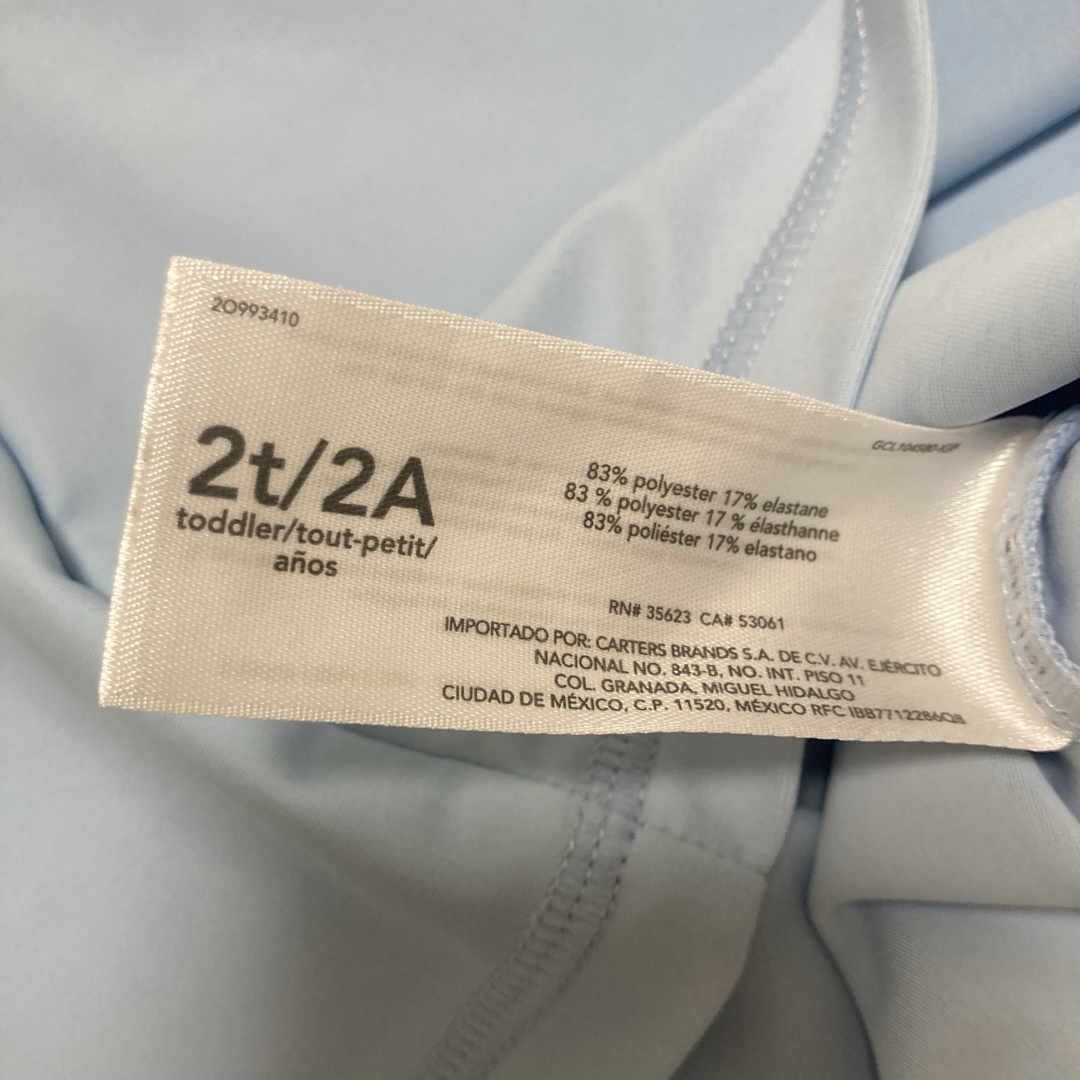 2O993410
2t/2A
toddler/tout-petit/
años
83% polyester 17% elastane
83 % polyester 17 % élasthanne
83% poliéster 17% elastano
RN# 35623 CA# 53061
IMPORTADO POR: CARTERS BRANDS S.A. DE C.V. AV. EJÉRCITO
NACIONAL NO. 843-B, NO. INT. PISO 11
COL. GRANADA, MIGUEL HIDALGO
CIUDAD DE MÉXICO, C.P. 11520, MÉXICO RFC IBB7712286Q8